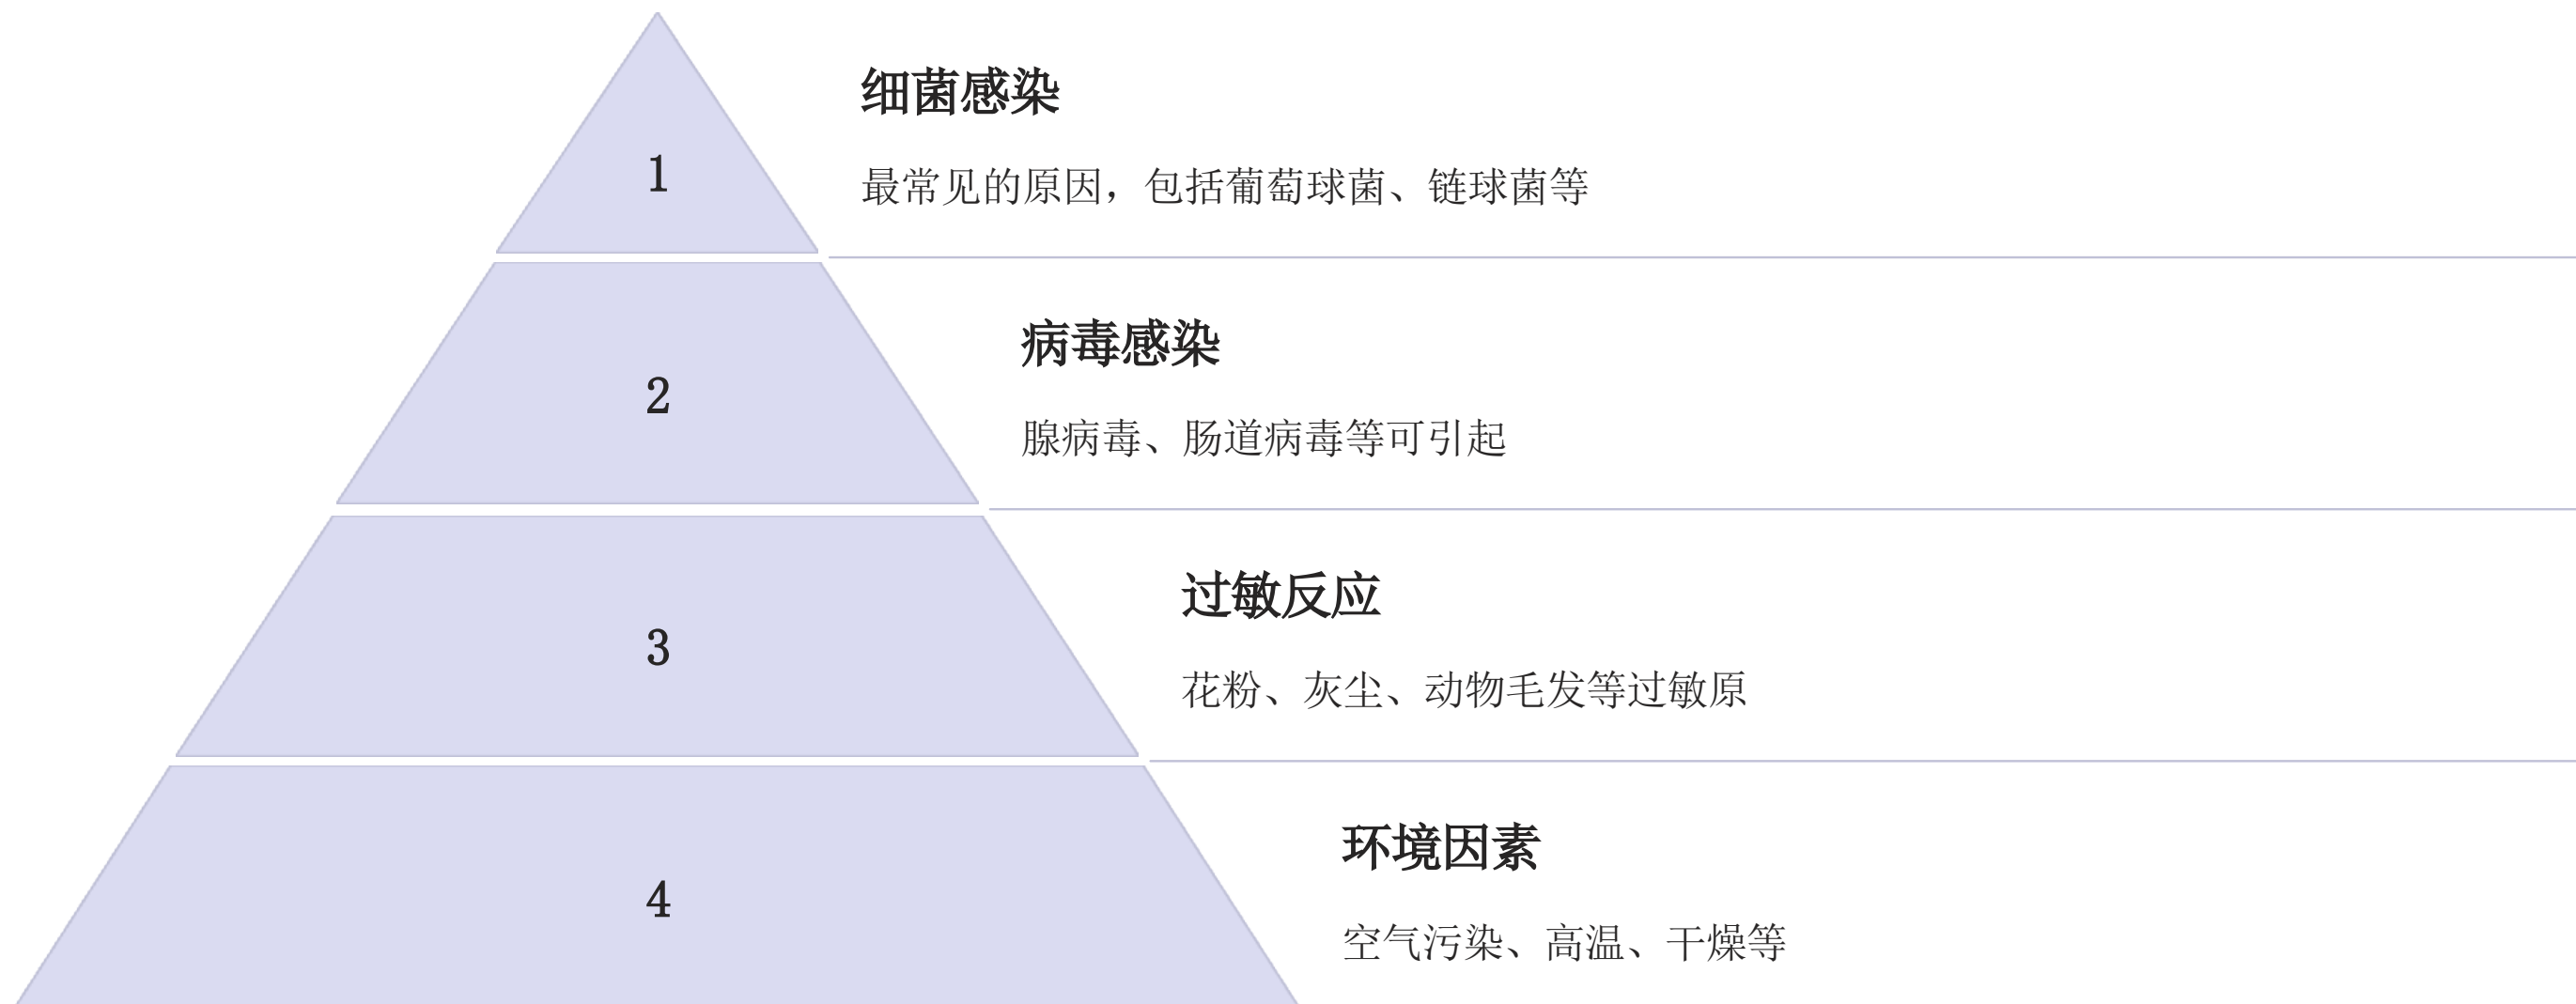 细菌感染
1
最常见的原因，包括葡萄球菌、链球菌等
病毒感染
2
腺病毒、肠道病毒等可引起
过敏反应
3
花粉、灰尘、动物毛发等过敏原
环境因素
4
空气污染、高温、干燥等